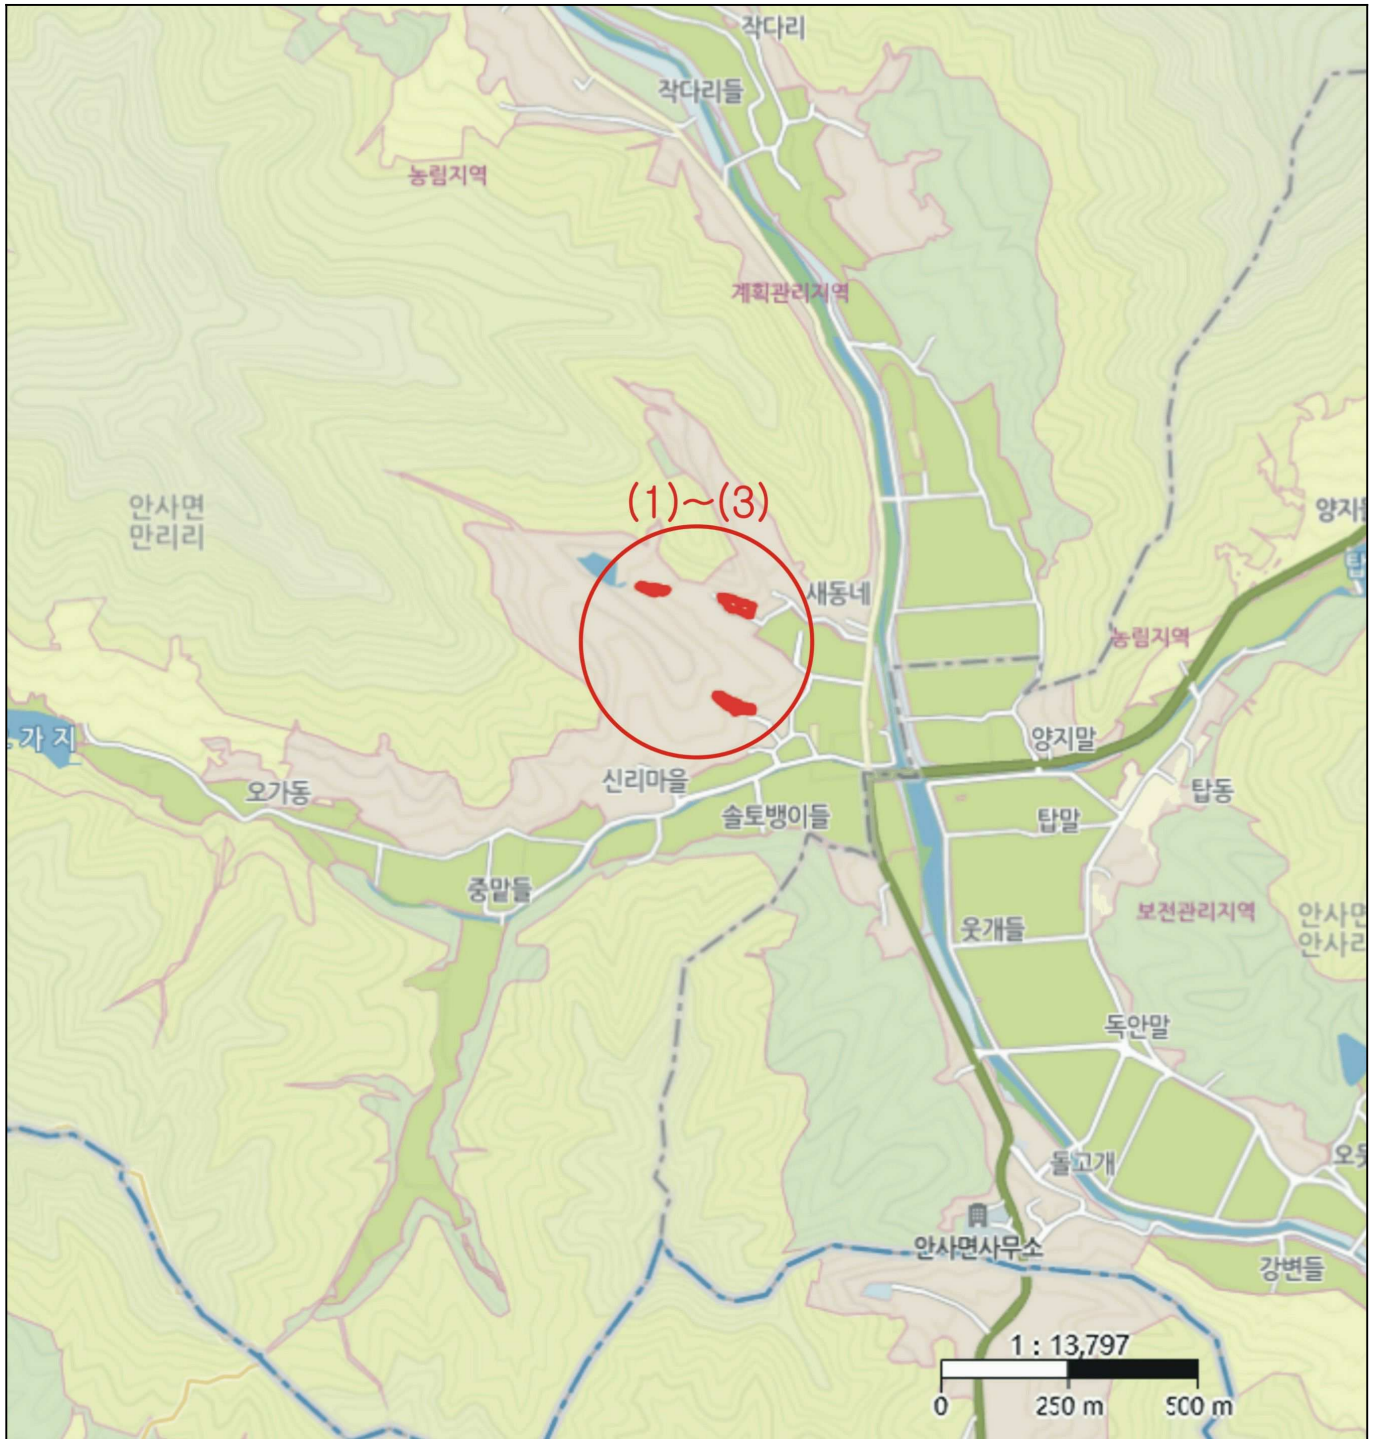 작다리
작다리들
농림지역
계획관리지역
(1)~(3)
안사면
만리리
양지
새동네
농림지역
가 지
양지말
신리마을
오가동
탑동
솔토뱅이들
탑말
중맡들
보전관리지역
안사면
안사리
웃개들
독안말
돌고개
안사면사무소
강변들
1 : 13,797
0 250 m 500 m